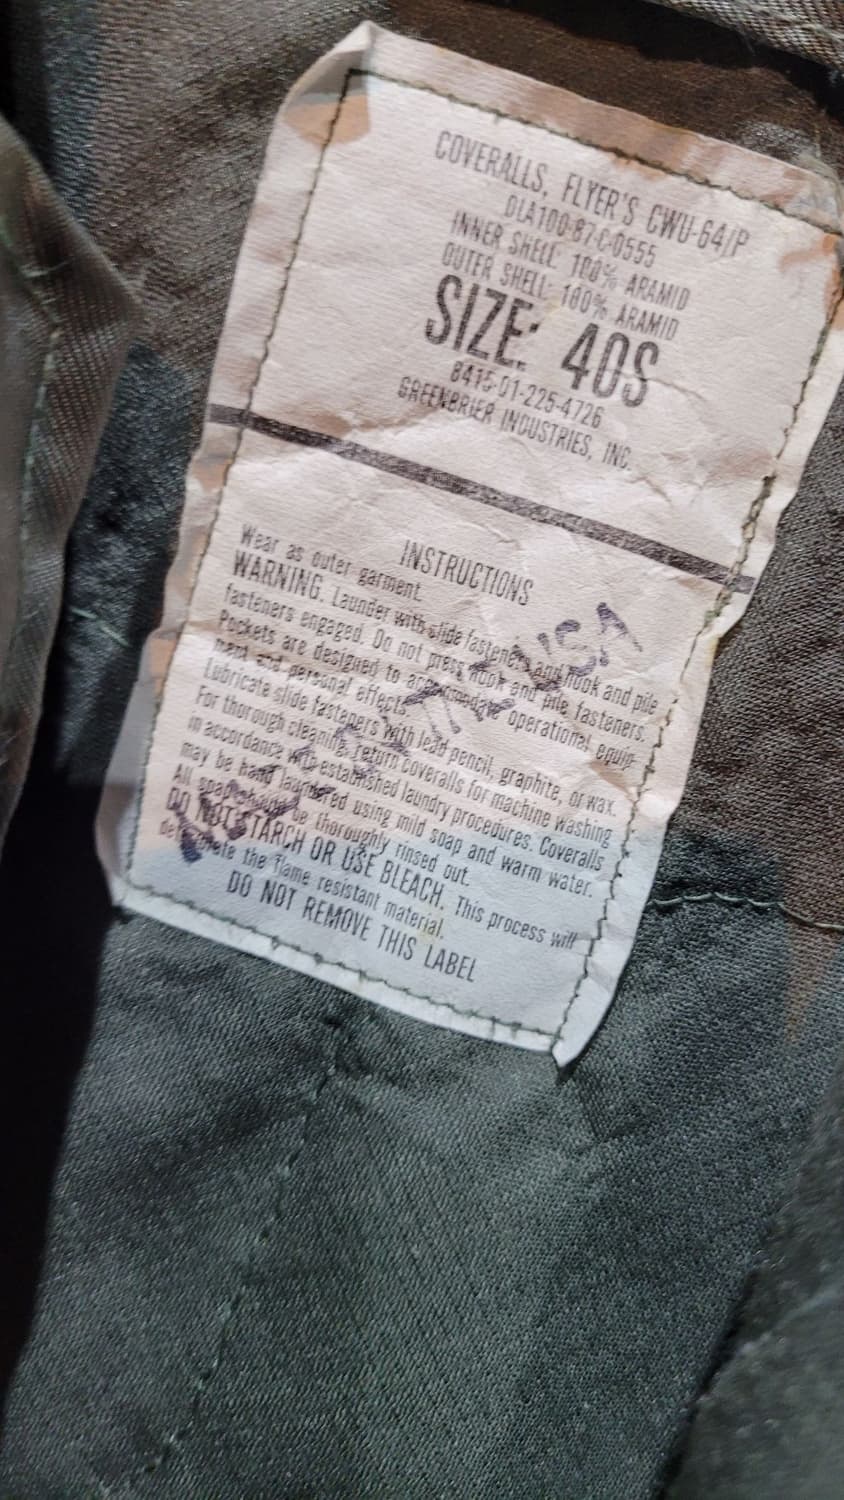 COVERALLS, FLYER'S CWU-64/P
DLA100-87-C-0555
INNER SHELL: 100% ARAMID
OUTER SHELL: 100% ARAMID
SIZE: 40S
8415-01-225-4726
GREENBRIER INDUSTRIES, INC.
INSTRUCTIONS
Wear as outer garment.
WARNING. Launder with slide fasteners and hook and pile
fasteners engaged. Do not press hook and pile fasteners.
Pockets are designed to accommodate operational equip-
ment and personal effects.
Lubricate slide fasteners with lead pencil, graphite, or wax.
For thorough cleaning, return coveralls for machine washing
in accordance with established laundry procedures. Coveralls
may be hand laundered using mild soap and warm water.
All soap should be thoroughly rinsed out.
DO NOT STARCH OR USE BLEACH. This process will
the flame resistant material.
DO NOT REMOVE THIS LABEL
USA